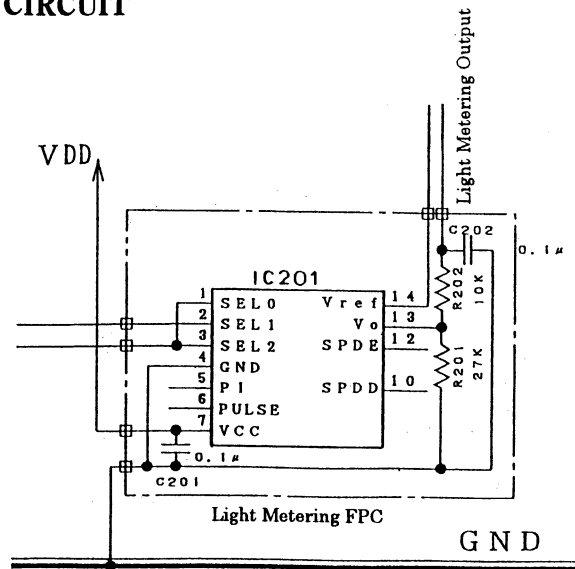 CIRCUIT
Light Metering Output
VDD
C202
0.1μ
IC201
R202
10K
1 SEL0
2 SEL1
3 SEL2
4 GND
5 PI
6 PULSE
7 VCC
Vref 14
Vo 13
SPDE 12
SPDD 10
R201
27K
0.1μ
C201
Light Metering FPC
GND